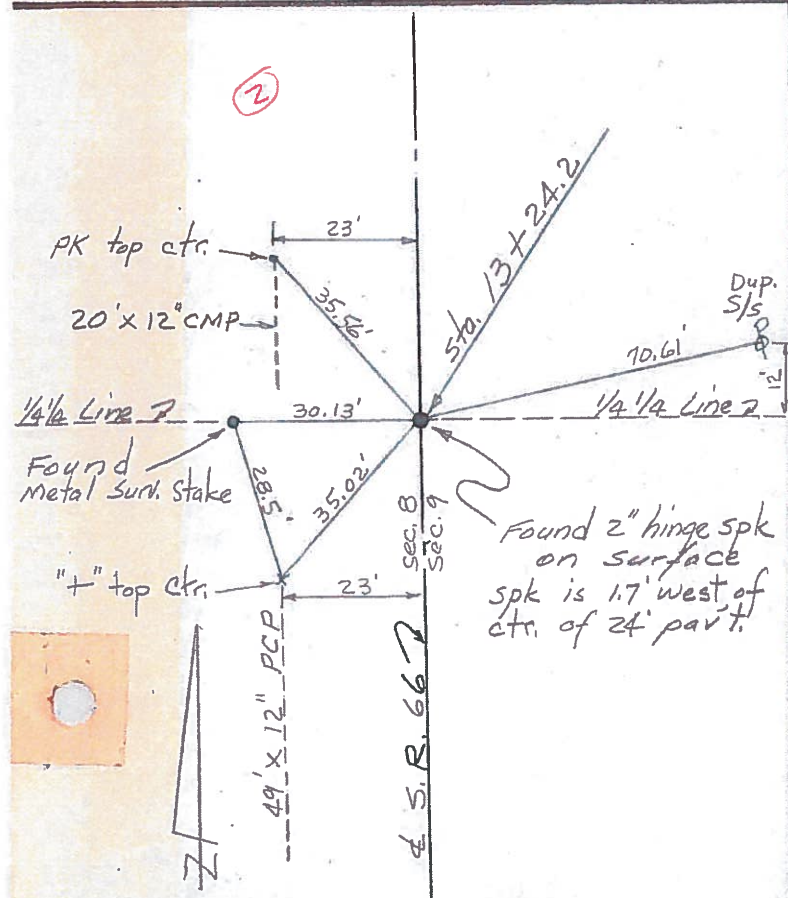 2
23'
PK top ctr.
35.56'
Sta. 13 + 24.2
20' x 12" CMP
Dup.
S/S
70.61'
12'
1/4 1/4 Line
30.13'
1/4 1/4 Line
Found
Metal Surv. Stake
28.5'
35.02'
Sec. 8
Sec. 9
Found 2" hinge spk
on surface
spk is 1.7' west of
ctr. of 24' pav't.
"+" top ctr.
23'
49' x 12" PCP
℄ S.R. 66
N